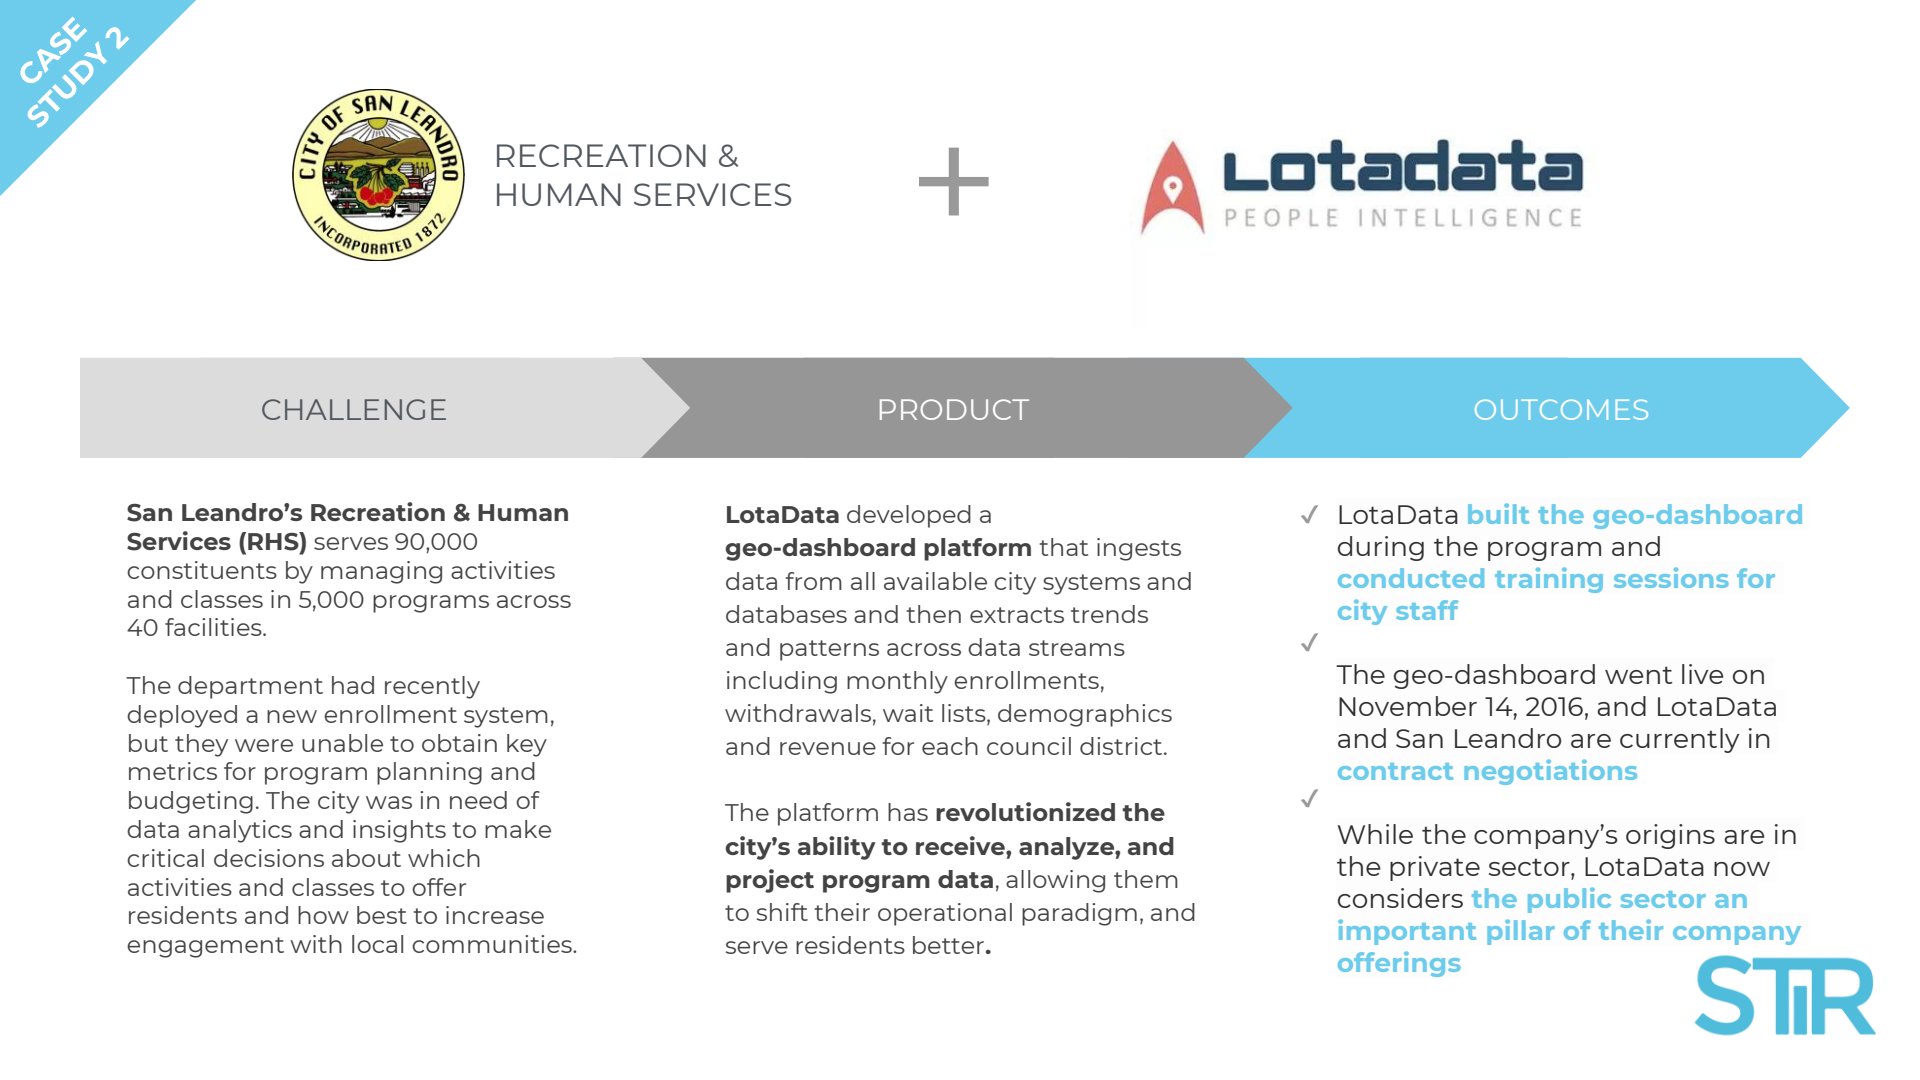 CASE
STUDY 2
CITY OF SAN LEANDRO
INCORPORATED 1872
RECREATION &
HUMAN SERVICES
+
Lotadata
PEOPLE INTELLIGENCE
CHALLENGE
PRODUCT
OUTCOMES
San Leandro’s Recreation & Human
Services (RHS) serves 90,000
constituents by managing activities
and classes in 5,000 programs across
40 facilities.
The department had recently
deployed a new enrollment system,
but they were unable to obtain key
metrics for program planning and
budgeting. The city was in need of
data analytics and insights to make
critical decisions about which
activities and classes to offer
residents and how best to increase
engagement with local communities.
LotaData developed a
geo-dashboard platform that ingests
data from all available city systems and
databases and then extracts trends
and patterns across data streams
including monthly enrollments,
withdrawals, wait lists, demographics
and revenue for each council district.
The platform has revolutionized the
city’s ability to receive, analyze, and
project program data, allowing them
to shift their operational paradigm, and
serve residents better.
✓ LotaData built the geo-dashboard
during the program and
conducted training sessions for
city staff
✓
The geo-dashboard went live on
November 14, 2016, and LotaData
and San Leandro are currently in
contract negotiations
✓
While the company’s origins are in
the private sector, LotaData now
considers the public sector an
important pillar of their company
offerings
STIR